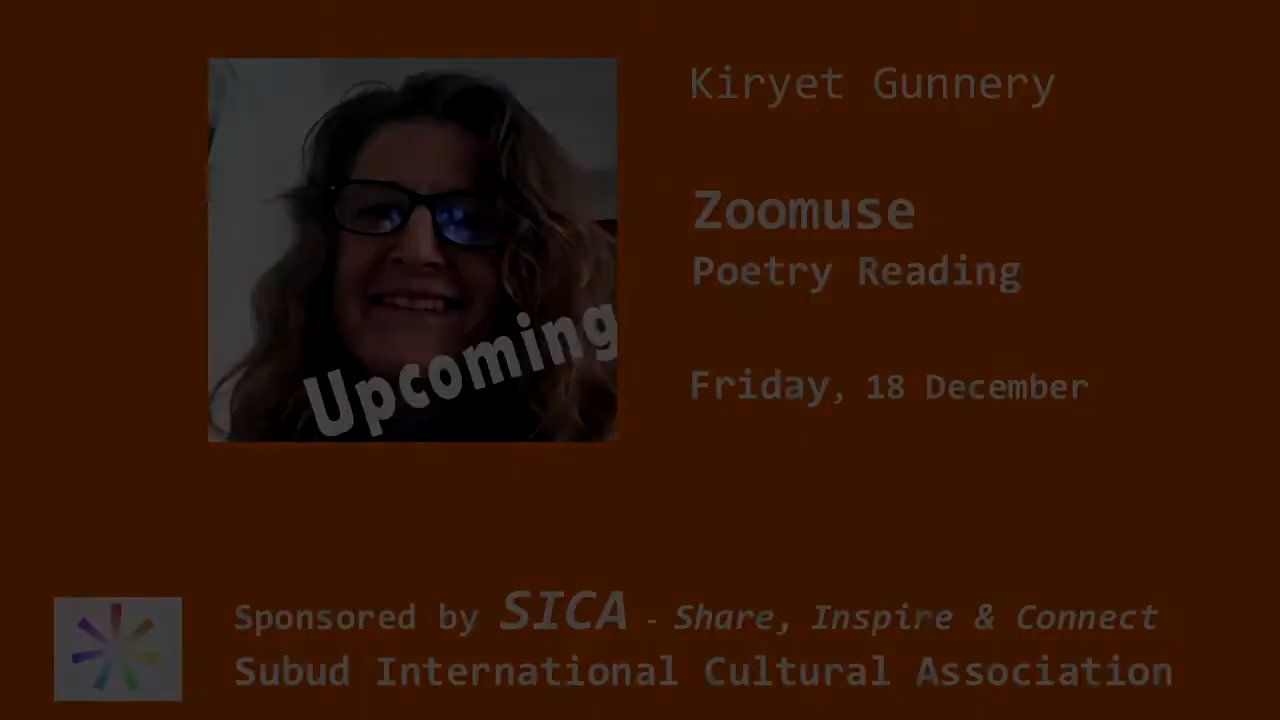 Kiryet Gunnery
Zoomuse
Poetry Reading
Upcoming
Friday, 18 December
Sponsored by SICA - Share, Inspire & Connect
Subud International Cultural Association